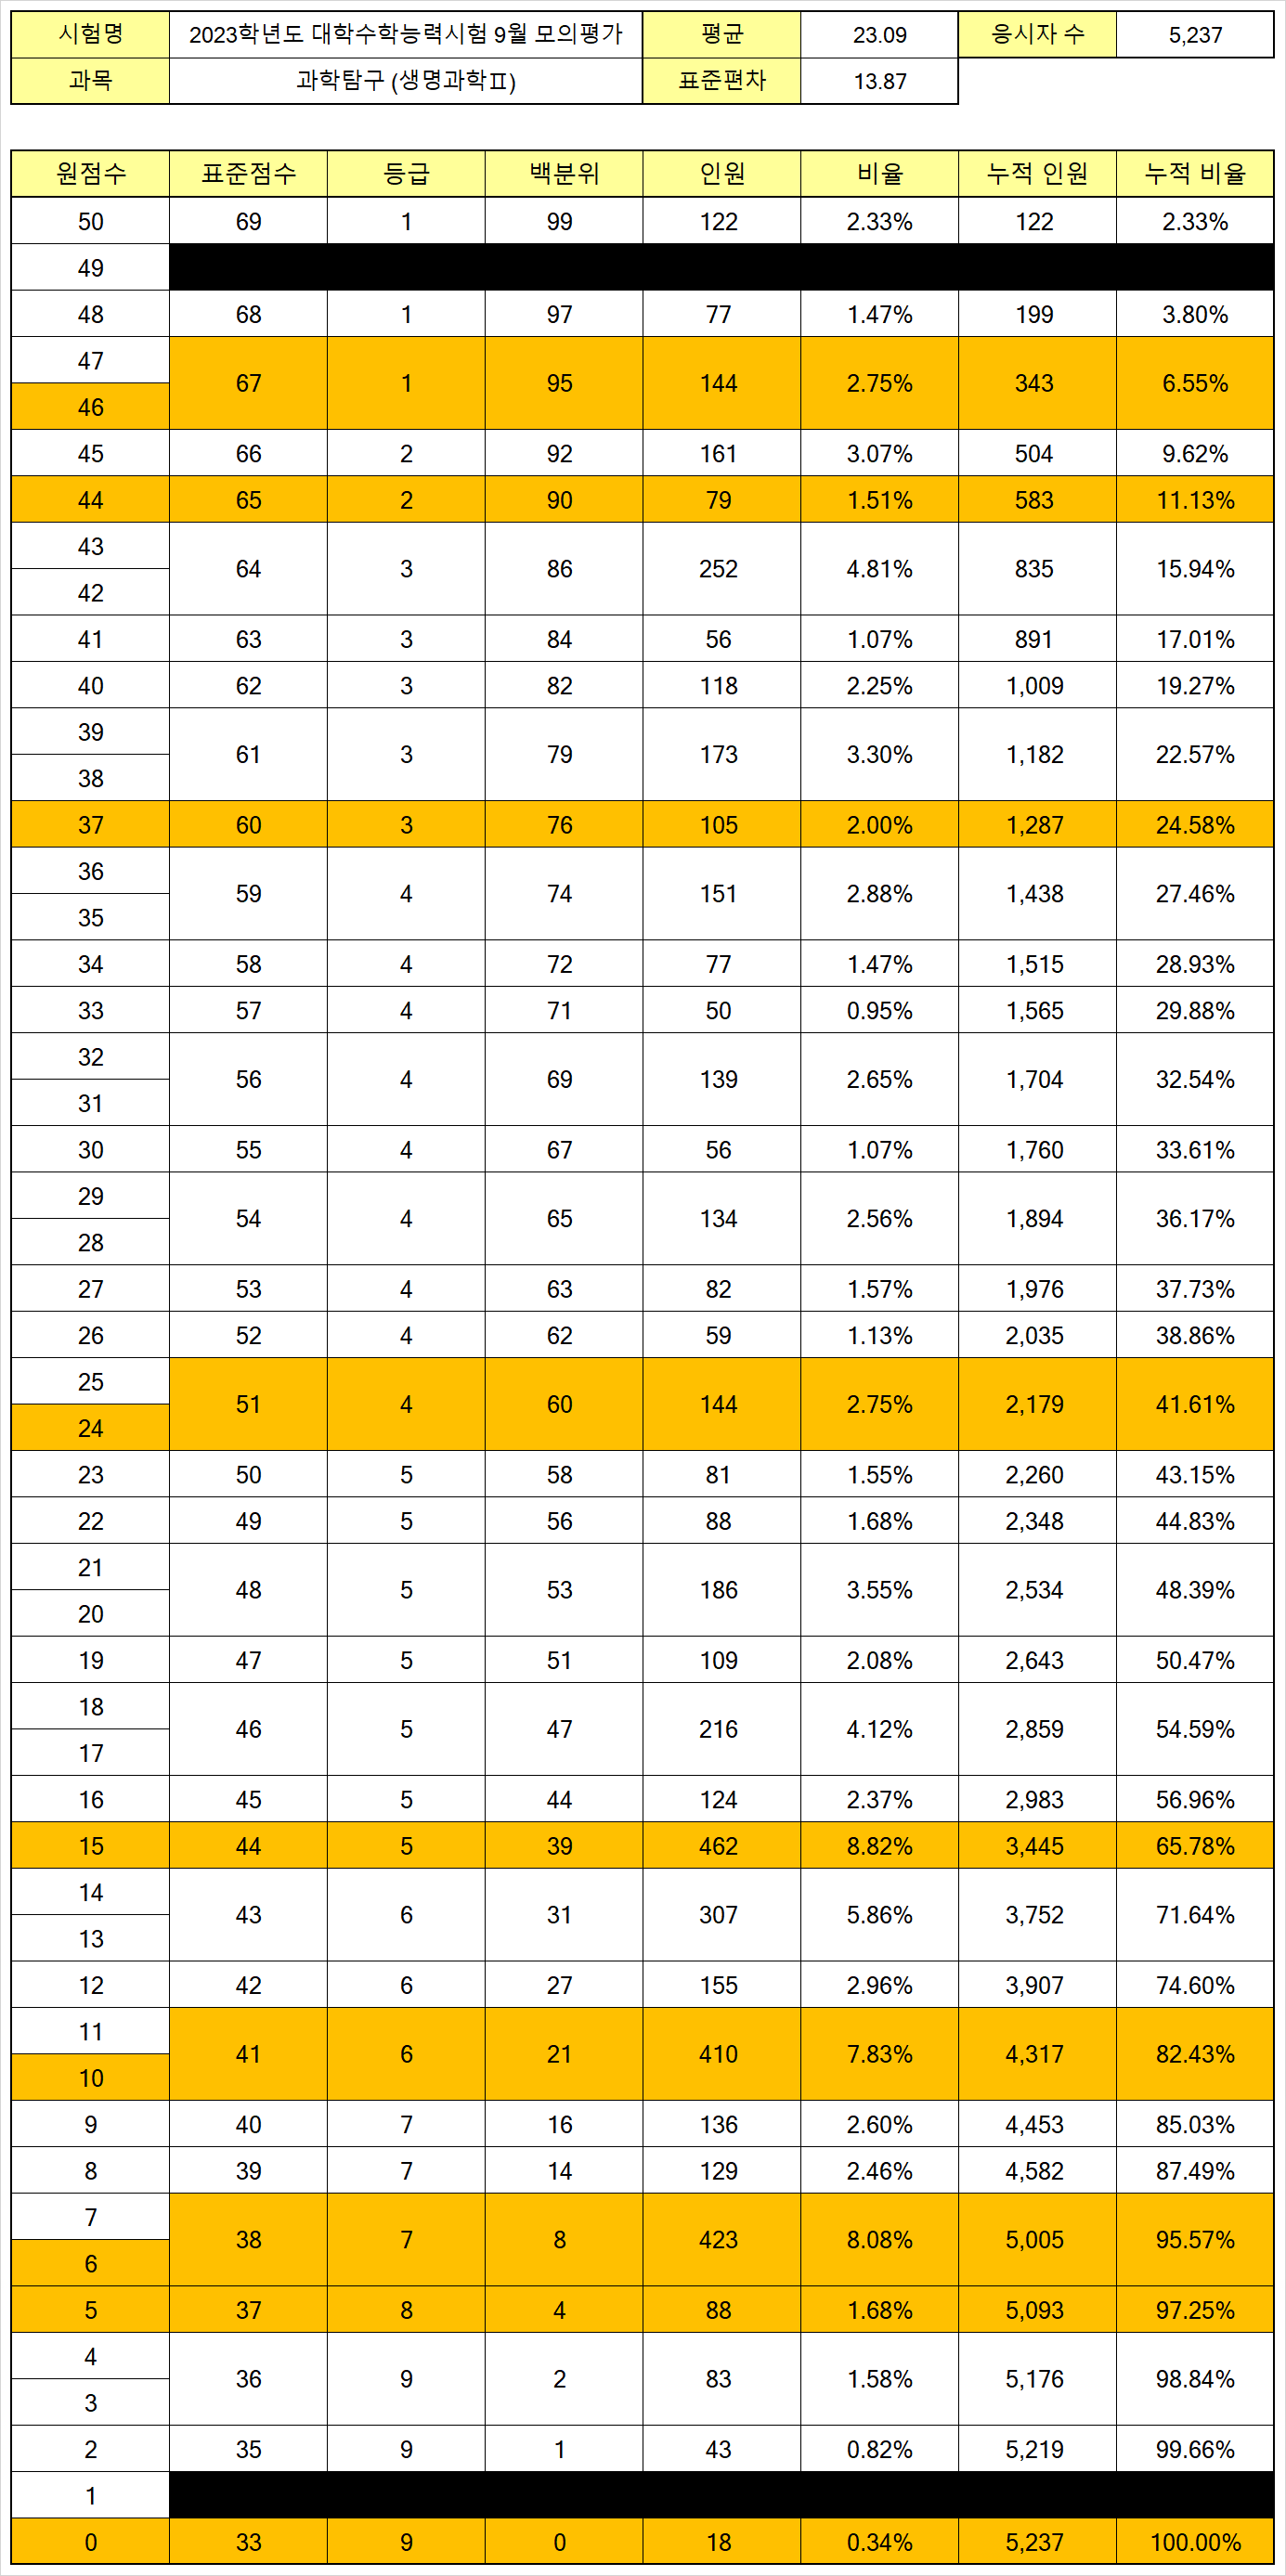 시험명 2023학년도 대학수학능력시험 9월 모의평가 평균 23.09 응시자 수 5,237
과목 과학탐구 (생명과학Ⅱ) 표준편차 13.87
원점수 표준점수 등급 백분위 인원 비율 누적 인원 누적 비율
50 69 1 99 122 2.33% 122 2.33%
49
48 68 1 97 77 1.47% 199 3.80%
47
67 1 95 144 2.75% 343 6.55%
46
45 66 2 92 161 3.07% 504 9.62%
44 65 2 90 79 1.51% 583 11.13%
43
64 3 86 252 4.81% 835 15.94%
42
41 63 3 84 56 1.07% 891 17.01%
40 62 3 82 118 2.25% 1,009 19.27%
39
61 3 79 173 3.30% 1,182 22.57%
38
37 60 3 76 105 2.00% 1,287 24.58%
36
59 4 74 151 2.88% 1,438 27.46%
35
34 58 4 72 77 1.47% 1,515 28.93%
33 57 4 71 50 0.95% 1,565 29.88%
32
56 4 69 139 2.65% 1,704 32.54%
31
30 55 4 67 56 1.07% 1,760 33.61%
29
54 4 65 134 2.56% 1,894 36.17%
28
27 53 4 63 82 1.57% 1,976 37.73%
26 52 4 62 59 1.13% 2,035 38.86%
25
51 4 60 144 2.75% 2,179 41.61%
24
23 50 5 58 81 1.55% 2,260 43.15%
22 49 5 56 88 1.68% 2,348 44.83%
21
48 5 53 186 3.55% 2,534 48.39%
20
19 47 5 51 109 2.08% 2,643 50.47%
18
46 5 47 216 4.12% 2,859 54.59%
17
16 45 5 44 124 2.37% 2,983 56.96%
15 44 5 39 462 8.82% 3,445 65.78%
14
43 6 31 307 5.86% 3,752 71.64%
13
12 42 6 27 155 2.96% 3,907 74.60%
11
41 6 21 410 7.83% 4,317 82.43%
10
9 40 7 16 136 2.60% 4,453 85.03%
8 39 7 14 129 2.46% 4,582 87.49%
7
38 7 8 423 8.08% 5,005 95.57%
6
5 37 8 4 88 1.68% 5,093 97.25%
4
36 9 2 83 1.58% 5,176 98.84%
3
2 35 9 1 43 0.82% 5,219 99.66%
1
0 33 9 0 18 0.34% 5,237 100.00%